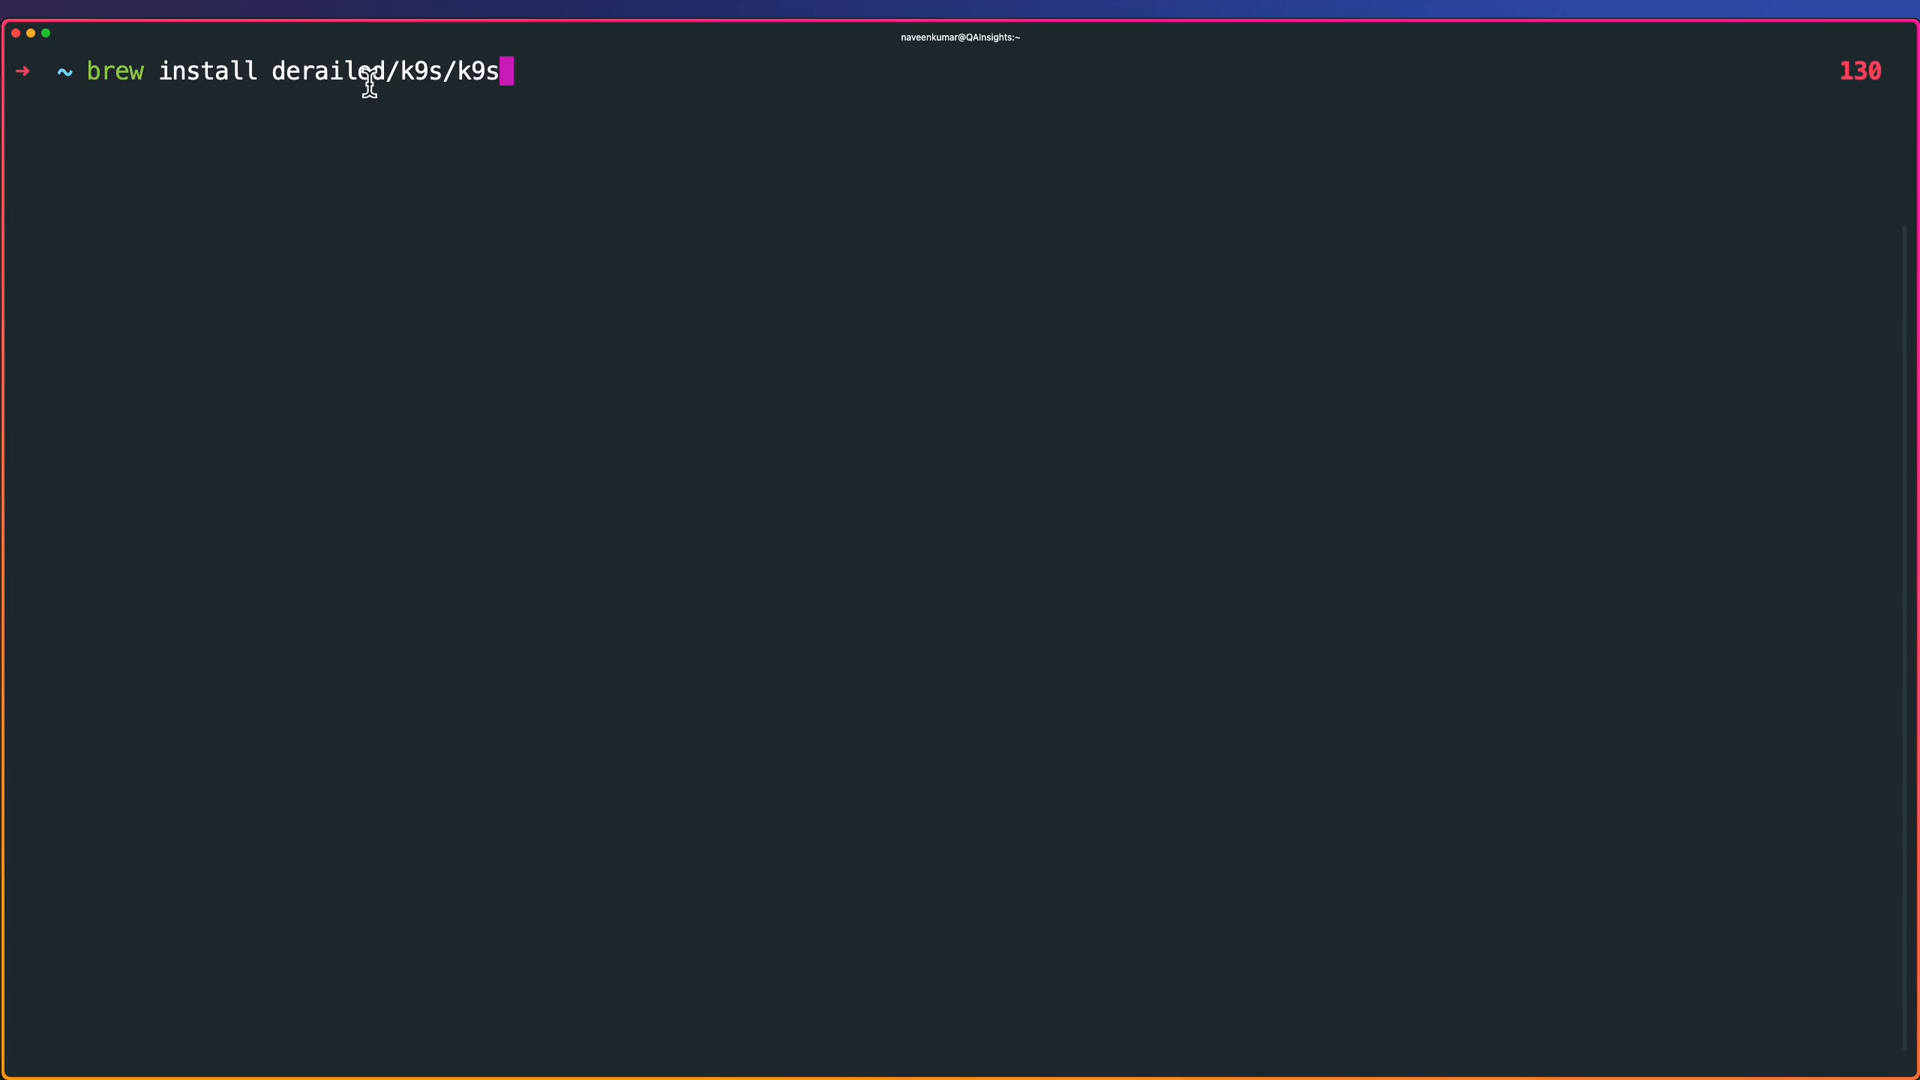 naveenkumar@QAInsights:~
➜ ~ brew install derailed/k9s/k9s 130